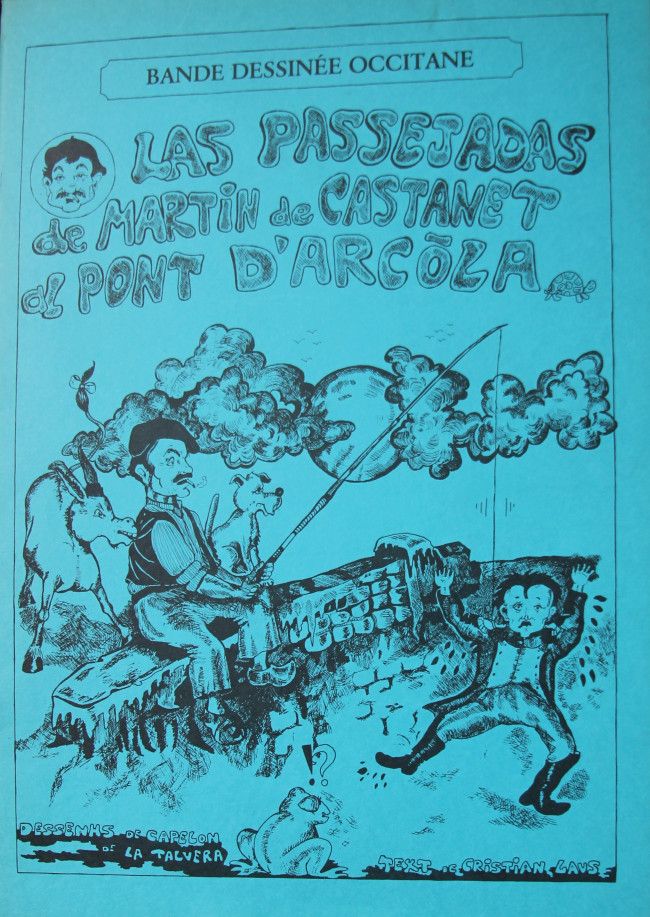 BANDE DESSINÉE OCCITANE
LAS PASSEJADAS
de MARTIN de CASTANET
al PONT D'ARCÕLA
!?
DESSENHS DE CAPELON
DE LA TALVERA
TEXT DE CRISTIAN LAUS